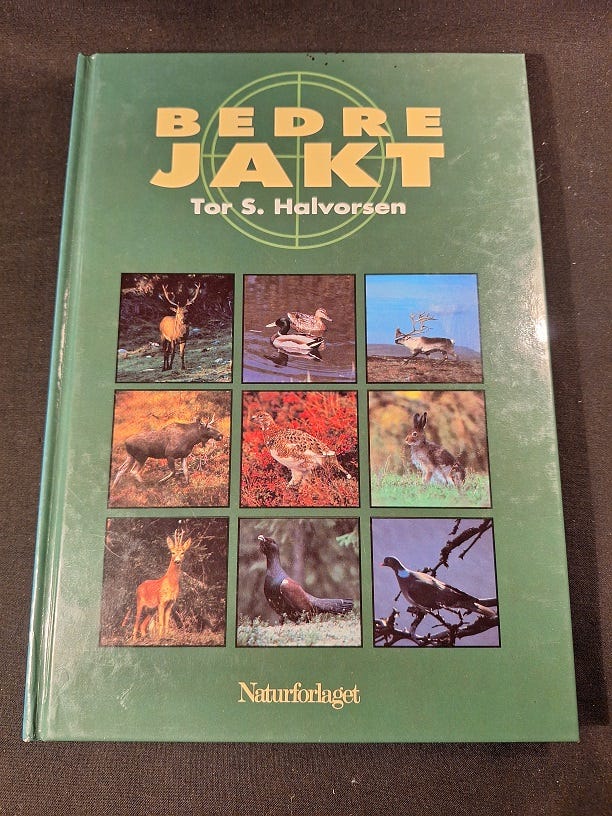 BEDRE
JAKT
Tor S. Halvorsen
Naturforlaget